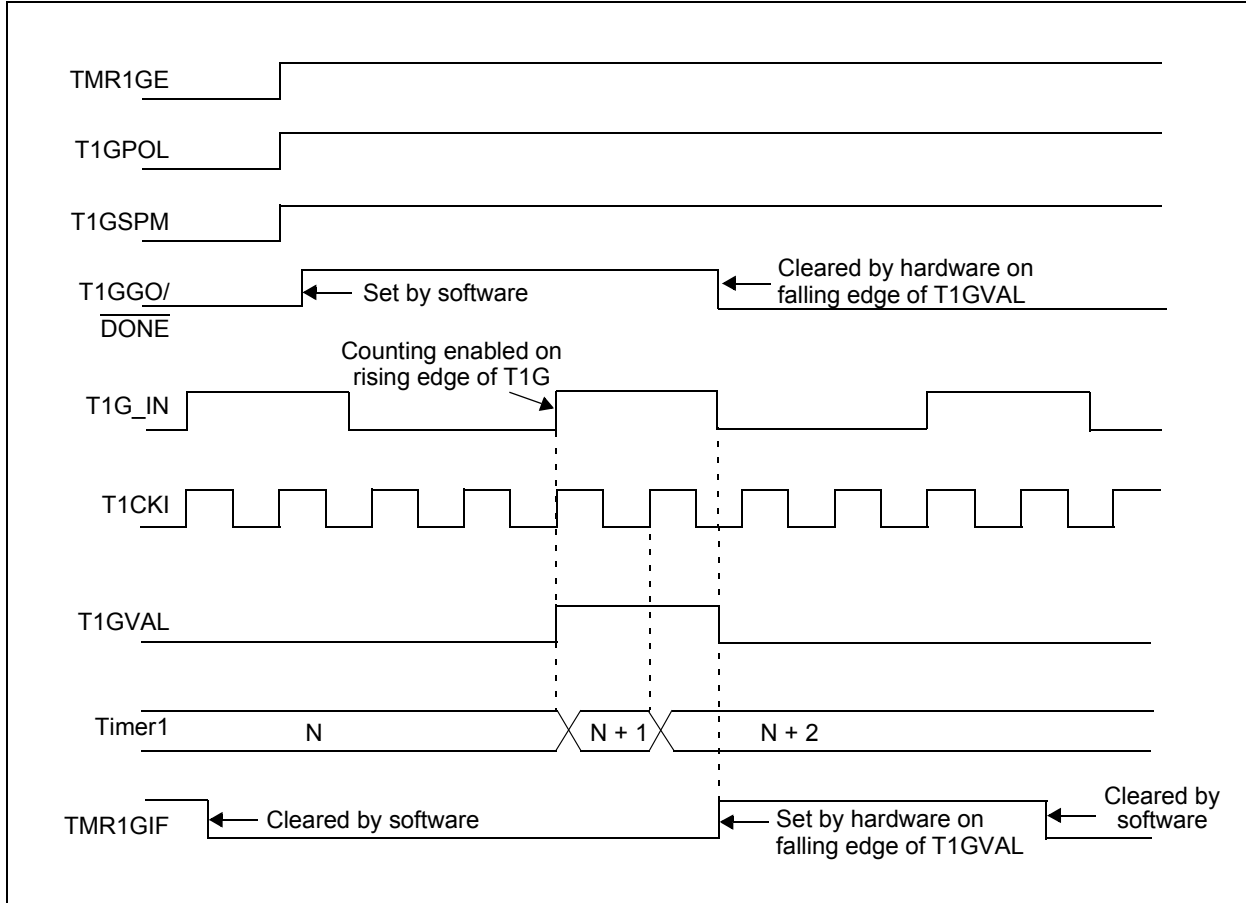 TMR1GE
T1GPOL
T1GSPM
T1GGO/
DONE
Set by software
Cleared by hardware on
falling edge of T1GVAL
Counting enabled on
rising edge of T1G
T1G_IN
T1CKI
T1GVAL
Timer1
N
N + 1
N + 2
TMR1GIF
Cleared by software
Set by hardware on
falling edge of T1GVAL
Cleared by
software